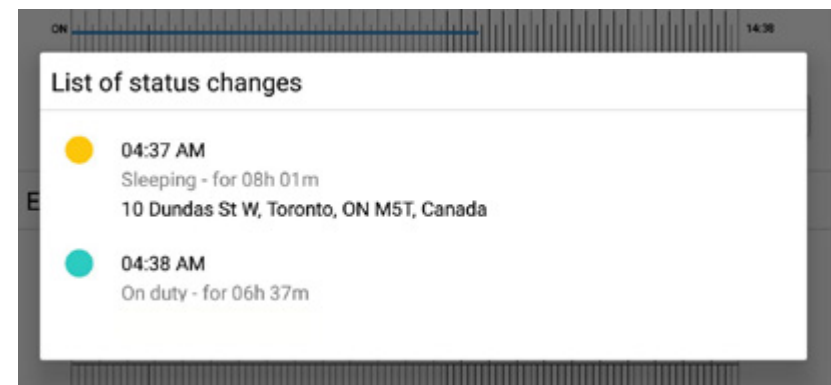 ON
14:38
List of status changes
04:37 AM
Sleeping - for 08h 01m
10 Dundas St W, Toronto, ON M5T, Canada
E
04:38 AM
On duty - for 06h 37m